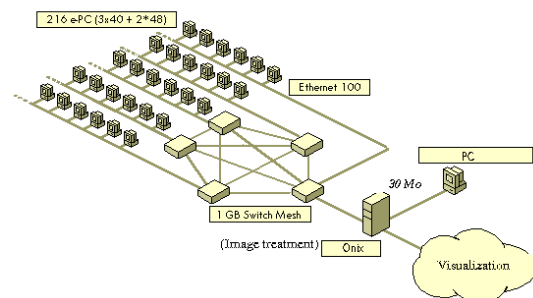 216 e-PC (3x40 + 2*48)
Ethernet 100
PC
30 Mo
1 GB Switch Mesh
(Image treatment)
Onix
Visualization